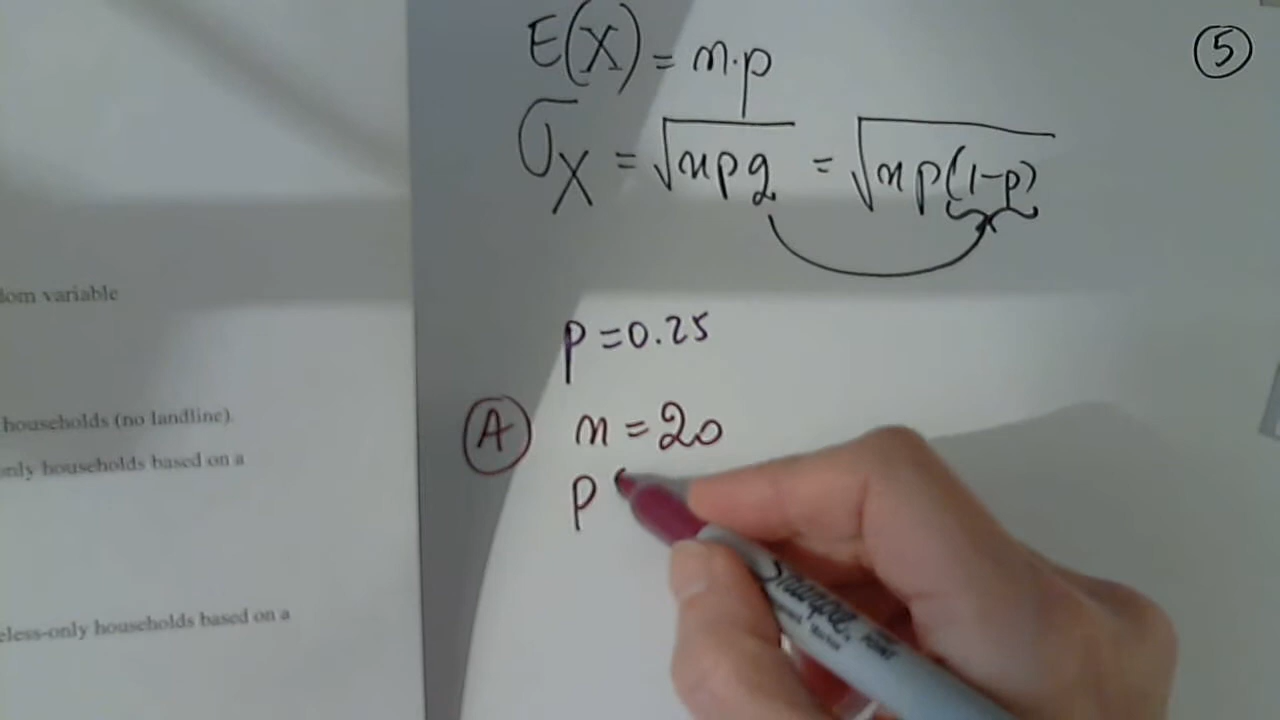 E(X) = n·p
⑤
σX = √npq = √np(1-p)
dom variable
p = 0.25
households (no landline).
Ⓐ n = 20
only households based on a
p
Sharpie
eless-only households based on a